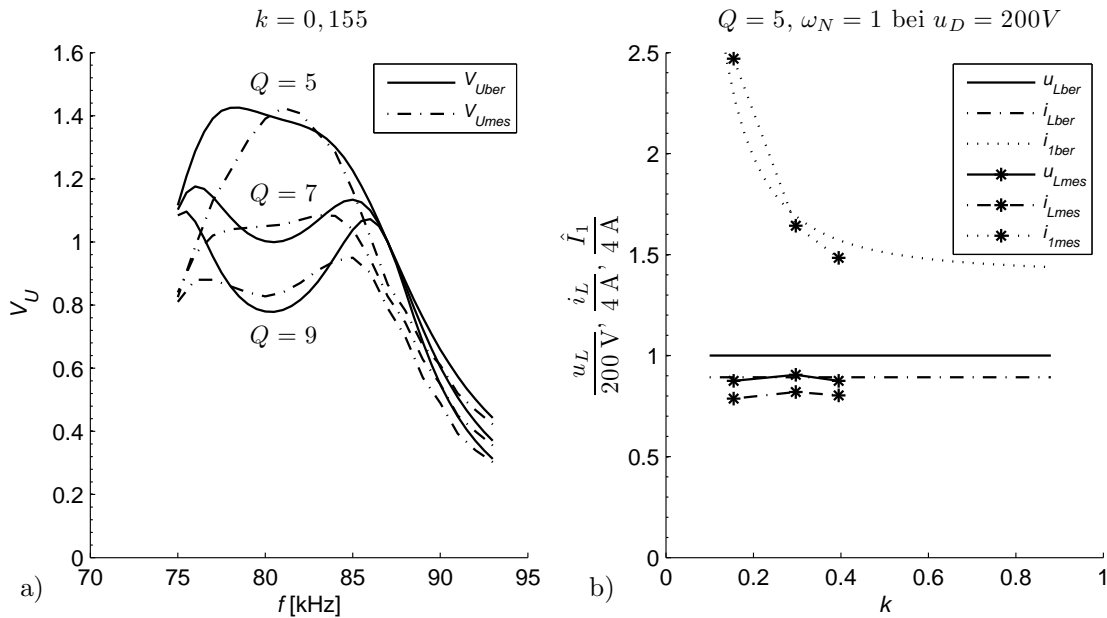 k = 0,155
1.6
1.4
1.2
1
0.8
0.6
0.4
0.2
0
70
75
80
85
90
95
V_U
f [kHz]
Q = 5
Q = 7
Q = 9
V_Uber
V_Umes
a)
Q = 5, ω_N = 1 bei u_D = 200V
2.5
2
1.5
1
0.5
0
0
0.2
0.4
0.6
0.8
1
u_L/200 V, i_L/4 A, Î_1/4 A
k
u_Lber
i_Lber
i_1ber
u_Lmes
i_Lmes
i_1mes
b)